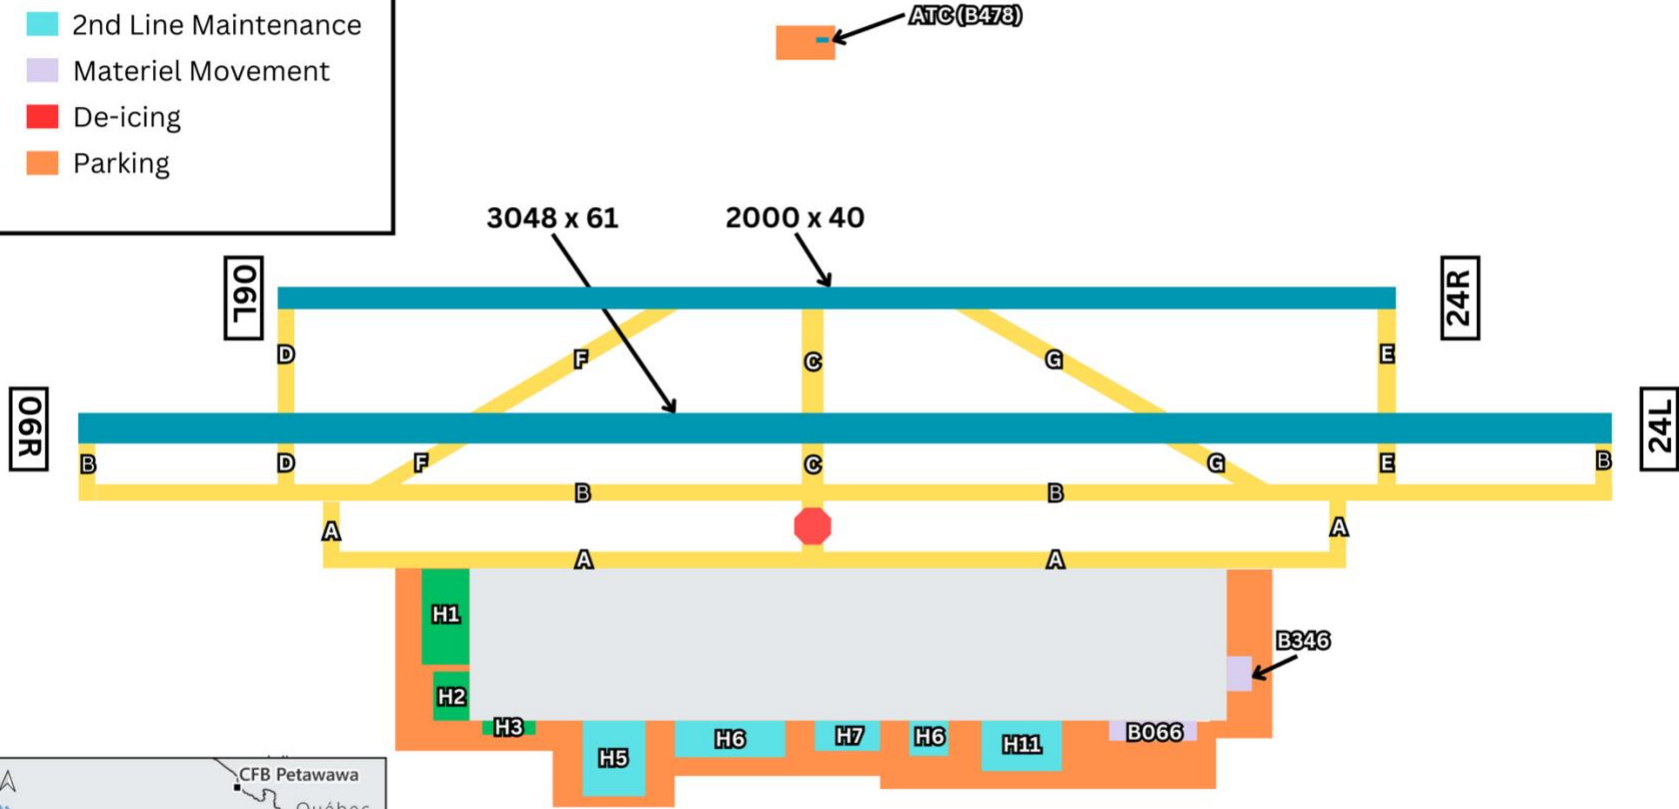 2nd Line Maintenance
Materiel Movement
De-icing
Parking
ATC (B478)
3048 x 61
2000 x 40
06L
24R
D
F
C
G
E
06R
24L
B
D
F
C
G
E
B
B
B
A
A
A
A
H1
H2
H3
H5
H6
H7
H6
H11
B066
B346
CFB Petawawa
Québec